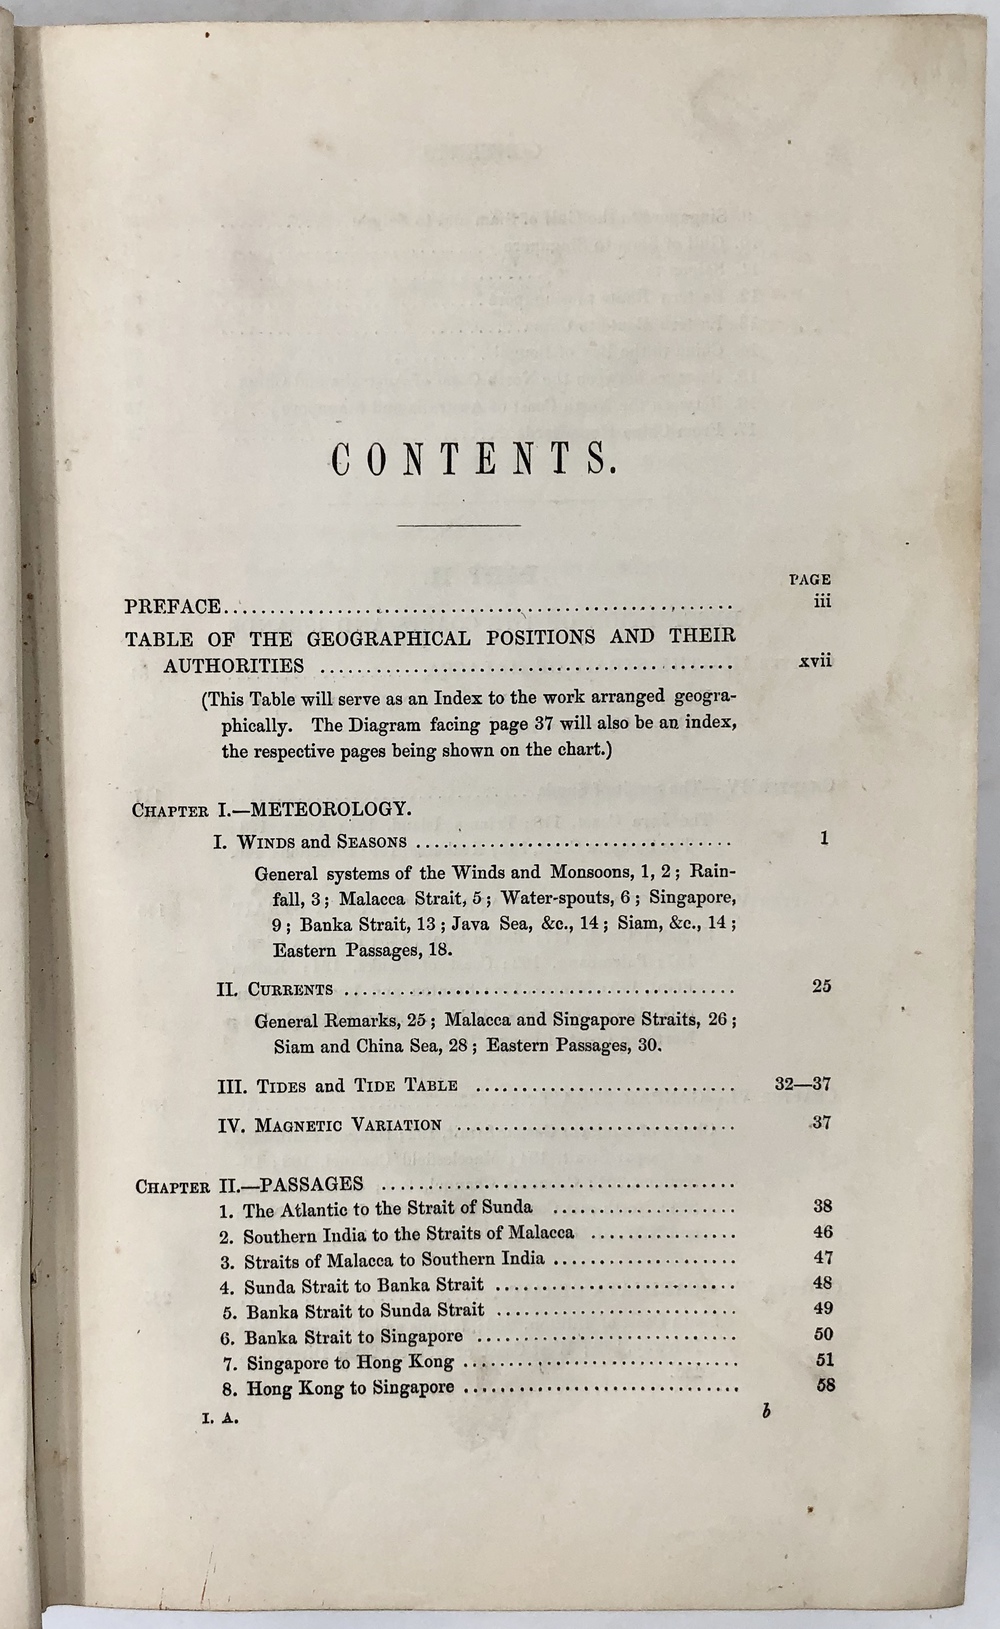 CONTENTS.
PAGE
PREFACE........................................................ iii
TABLE OF THE GEOGRAPHICAL POSITIONS AND THEIR
AUTHORITIES ............................................. xvii
(This Table will serve as an Index to the work arranged geogra-
phically. The Diagram facing page 37 will also be an index,
the respective pages being shown on the chart.)
CHAPTER I.—METEOROLOGY.
I. WINDS and SEASONS ................................... 1
General systems of the Winds and Monsoons, 1, 2; Rain-
fall, 3; Malacca Strait, 5; Water-spouts, 6; Singapore,
9; Banka Strait, 13; Java Sea, &c., 14; Siam, &c., 14;
Eastern Passages, 18.
II. CURRENTS ........................................... 25
General Remarks, 25; Malacca and Singapore Straits, 26;
Siam and China Sea, 28; Eastern Passages, 30.
III. TIDES and TIDE TABLE ............................. 32—37
IV. MAGNETIC VARIATION ............................... 37
CHAPTER II.—PASSAGES .......................................
1. The Atlantic to the Strait of Sunda .................... 38
2. Southern India to the Straits of Malacca ................ 46
3. Straits of Malacca to Southern India .................... 47
4. Sunda Strait to Banka Strait ........................... 48
5. Banka Strait to Sunda Strait ........................... 49
6. Banka Strait to Singapore ............................. 50
7. Singapore to Hong Kong .............................. 51
8. Hong Kong to Singapore .............................. 58
I. A. b